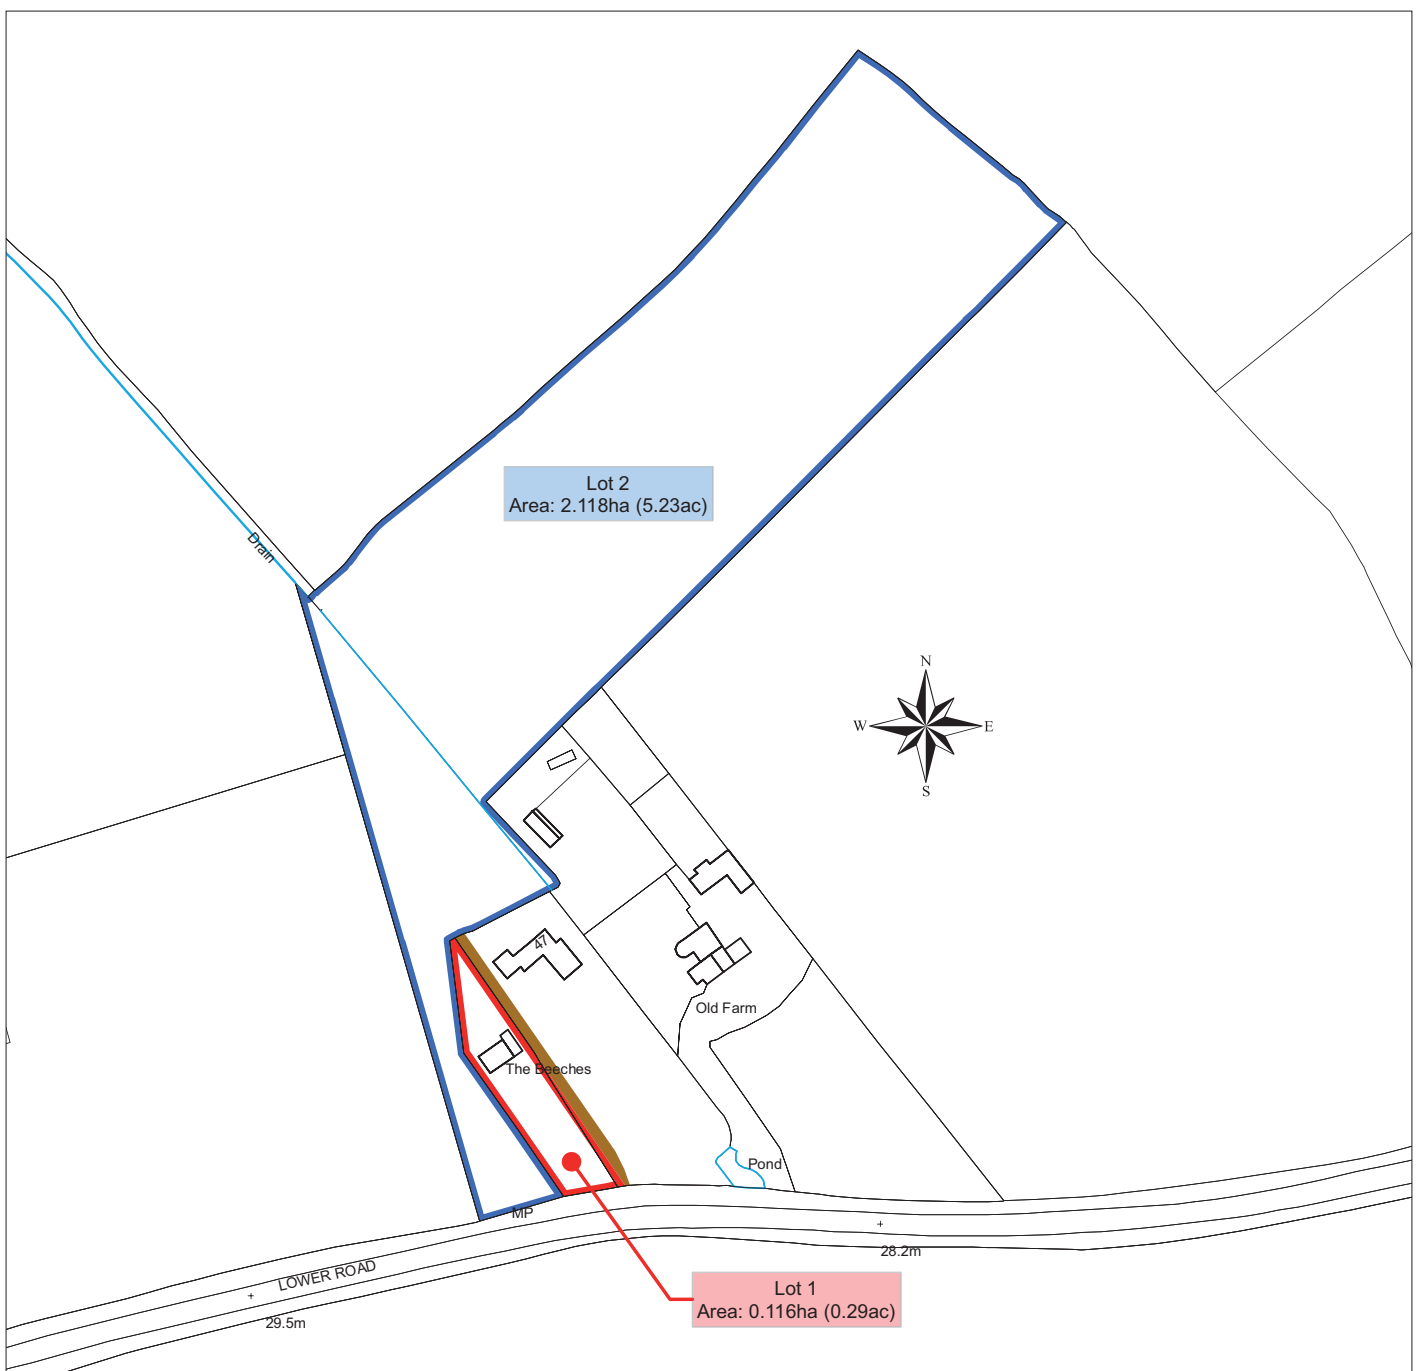 Lot 2
Area: 2.118ha (5.23ac)
Drain
N
W
E
S
47
Old Farm
The Beeches
Pond
MP
28.2m
LOWER ROAD
29.5m
Lot 1
Area: 0.116ha (0.29ac)